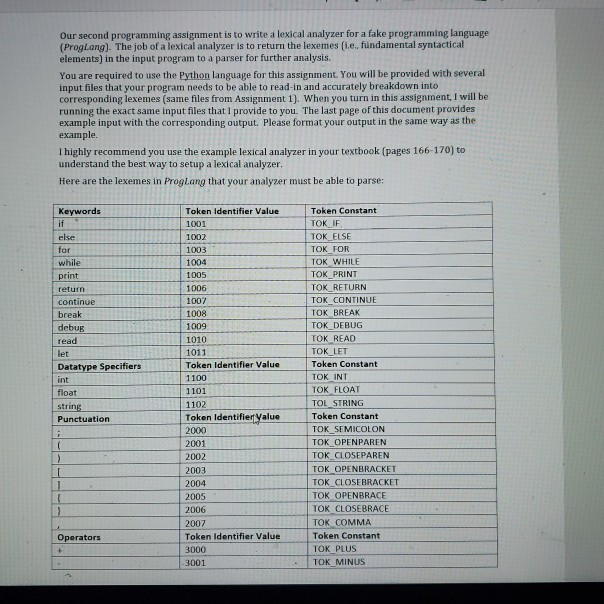 Our second programming assignment is to write a lexical analyzer for a fake programming language
(ProgLang). The job of a lexical analyzer is to return the lexemes (i.e., fundamental syntactical
elements) in the input program to a parser for further analysis.
You are required to use the Python language for this assignment. You will be provided with several
input files that your program needs to be able to read-in and accurately breakdown into
corresponding lexemes (same files from Assignment 1). When you turn in this assignment, I will be
running the exact same input files that I provide to you. The last page of this document provides
example input with the corresponding output. Please format your output in the same way as the
example.
I highly recommend you use the example lexical analyzer in your textbook (pages 166-170) to
understand the best way to setup a lexical analyzer.
Here are the lexemes in ProgLang that your analyzer must be able to parse:
Keywords Token Identifier Value Token Constant
if 1001 TOK_IF
else 1002 TOK_ELSE
for 1003 TOK_FOR
while 1004 TOK_WHILE
print 1005 TOK_PRINT
return 1006 TOK_RETURN
continue 1007 TOK_CONTINUE
break 1008 TOK_BREAK
debug 1009 TOK_DEBUG
read 1010 TOK_READ
let 1011 TOK_LET
Datatype Specifiers Token Identifier Value Token Constant
int 1100 TOK_INT
float 1101 TOK_FLOAT
string 1102 TOL_STRING
Punctuation Token Identifier Value Token Constant
; 2000 TOK_SEMICOLON
( 2001 TOK_OPENPAREN
) 2002 TOK_CLOSEPAREN
[ 2003 TOK_OPENBRACKET
] 2004 TOK_CLOSEBRACKET
{ 2005 TOK_OPENBRACE
} 2006 TOK_CLOSEBRACE
, 2007 TOK_COMMA
Operators Token Identifier Value Token Constant
+ 3000 TOK_PLUS
- 3001 TOK_MINUS